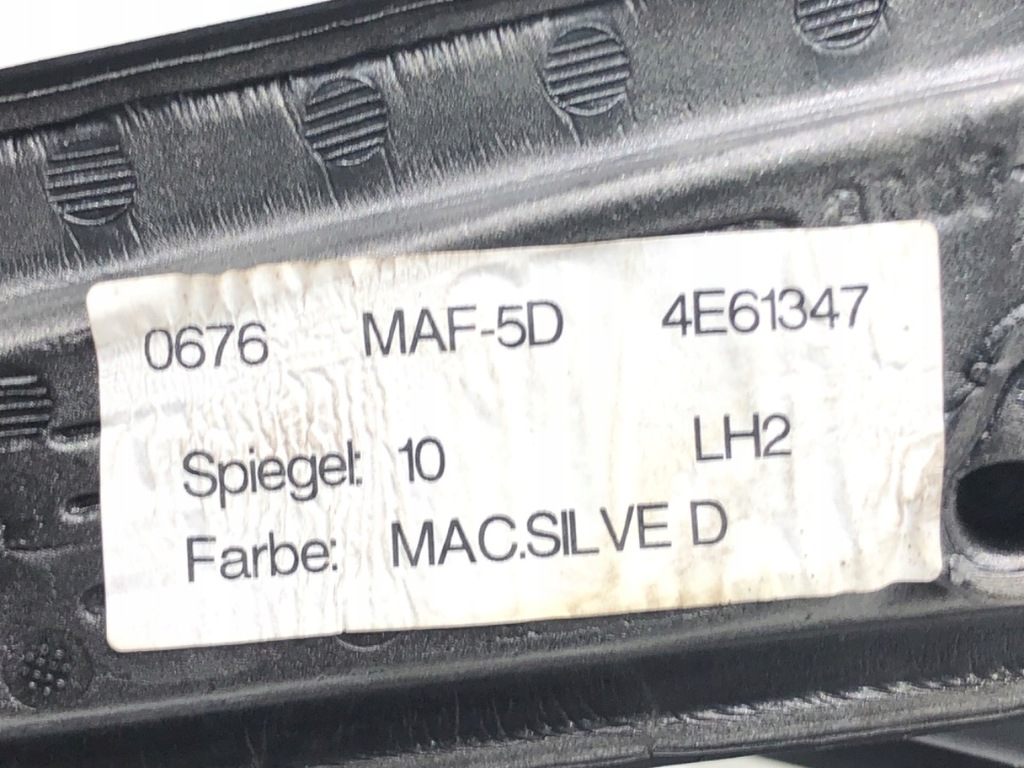 0676 MAF-5D 4E61347
Spiegel: 10 LH2
Farbe: MAC.SILVE D